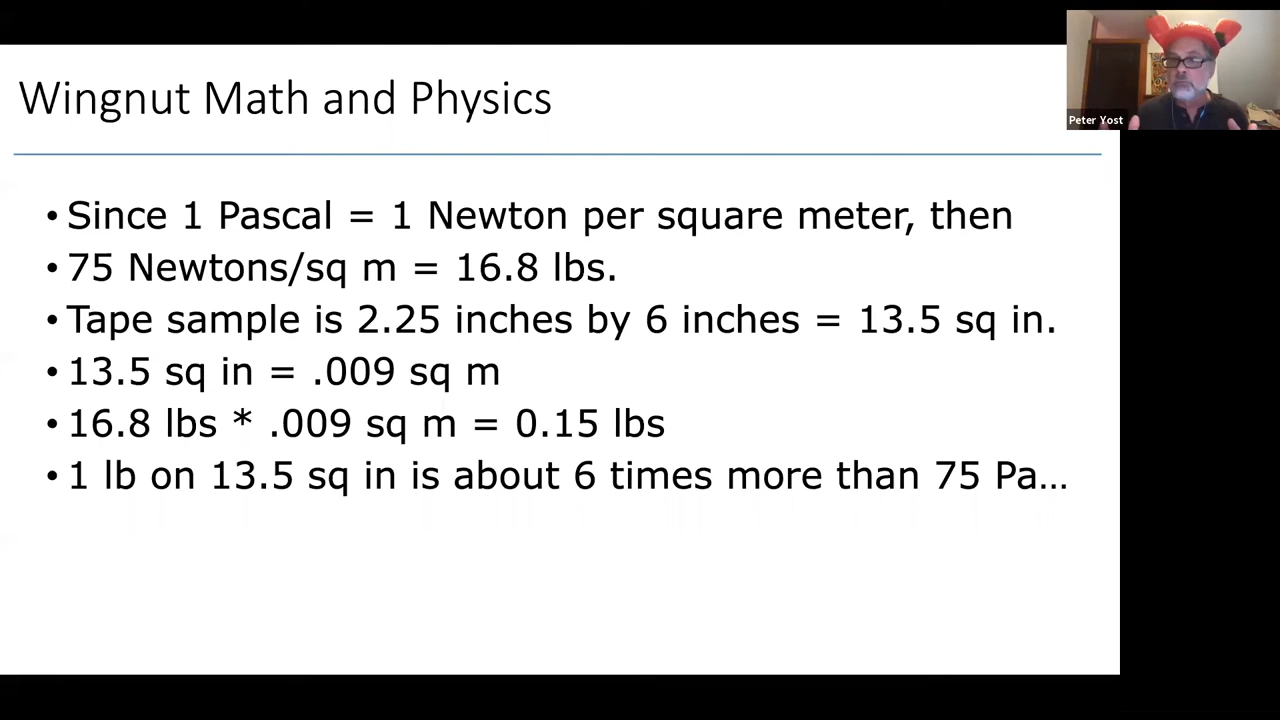 Wingnut Math and Physics
Peter Yost
• Since 1 Pascal = 1 Newton per square meter, then
• 75 Newtons/sq m = 16.8 lbs.
• Tape sample is 2.25 inches by 6 inches = 13.5 sq in.
• 13.5 sq in = .009 sq m
• 16.8 lbs * .009 sq m = 0.15 lbs
• 1 lb on 13.5 sq in is about 6 times more than 75 Pa…